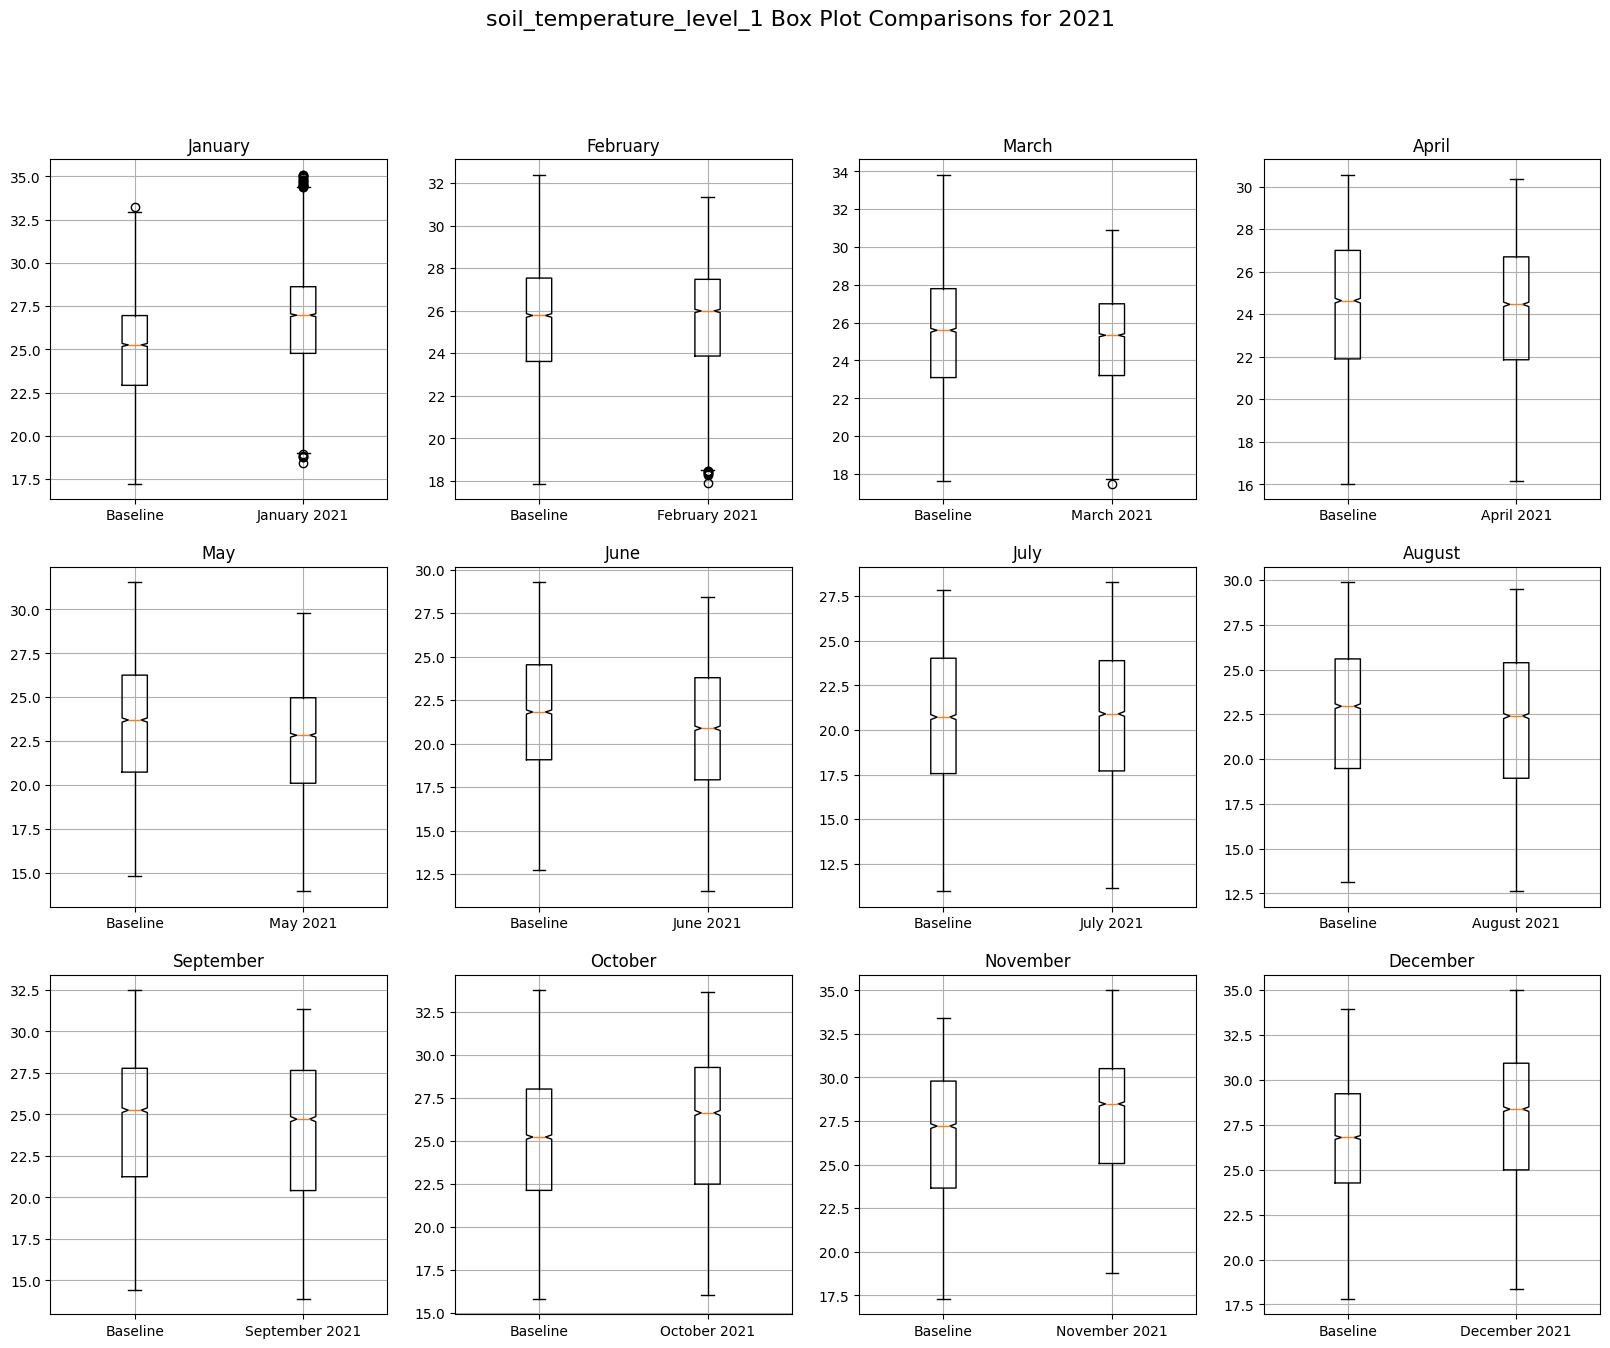 soil_temperature_level_1 Box Plot Comparisons for 2021
January
35.0
32.5
30.0
27.5
25.0
22.5
20.0
17.5
Baseline
January 2021
February
32
30
28
26
24
22
20
18
Baseline
February 2021
March
34
32
30
28
26
24
22
20
18
Baseline
March 2021
April
30
28
26
24
22
20
18
16
Baseline
April 2021
May
30.0
27.5
25.0
22.5
20.0
17.5
15.0
Baseline
May 2021
June
30.0
27.5
25.0
22.5
20.0
17.5
15.0
12.5
Baseline
June 2021
July
27.5
25.0
22.5
20.0
17.5
15.0
12.5
Baseline
July 2021
August
30.0
27.5
25.0
22.5
20.0
17.5
15.0
12.5
Baseline
August 2021
September
32.5
30.0
27.5
25.0
22.5
20.0
17.5
15.0
Baseline
September 2021
October
32.5
30.0
27.5
25.0
22.5
20.0
17.5
15.0
Baseline
October 2021
November
35.0
32.5
30.0
27.5
25.0
22.5
20.0
17.5
Baseline
November 2021
December
35.0
32.5
30.0
27.5
25.0
22.5
20.0
17.5
Baseline
December 2021